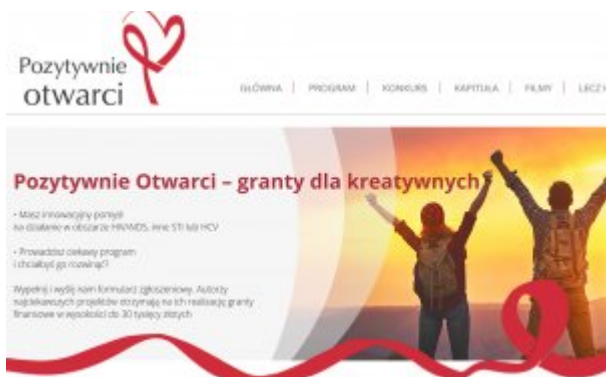 Pozytywnie
otwarci
GŁÓWNA | PROGRAM | KONKURS | KAPITUŁA | FILMY | LECZ
Pozytywnie Otwarci – granty dla kreatywnych
• Masz innowacyjny pomysł
na działanie w obszarze HIV/AIDS, inne STI lub HCV
• Prowadzisz ciekawy program
i chciałbyś go rozwinąć?
Wypełnij i wyślij nam formularz zgłoszeniowy. Autorzy
najciekawszych projektów otrzymają na ich realizację granty
finansowe w wysokości do 30 tysięcy złotych